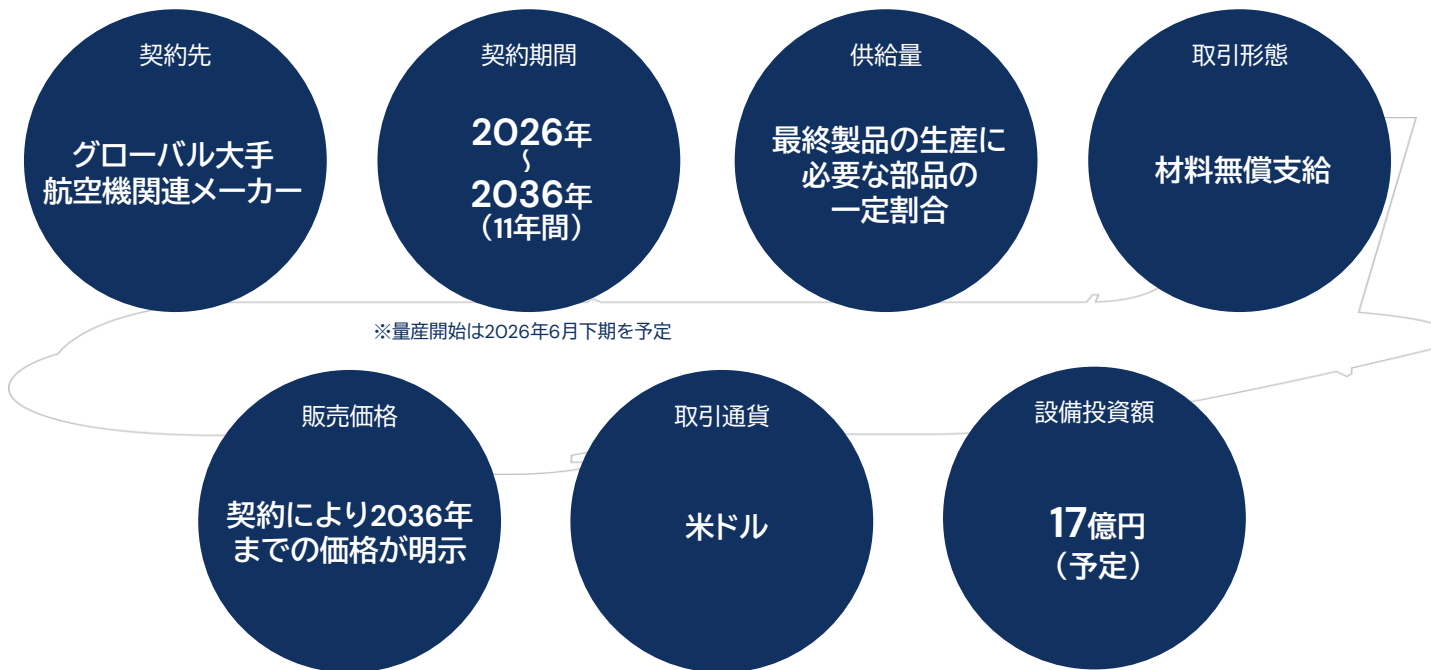 契約先
グローバル大手
航空機関連メーカー
契約期間
2026年
〜
2036年
（11年間）
供給量
最終製品の生産に
必要な部品の
一定割合
取引形態
材料無償支給
※量産開始は2026年6月下期を予定
販売価格
契約により2036年
までの価格が明示
取引通貨
米ドル
設備投資額
17億円
（予定）